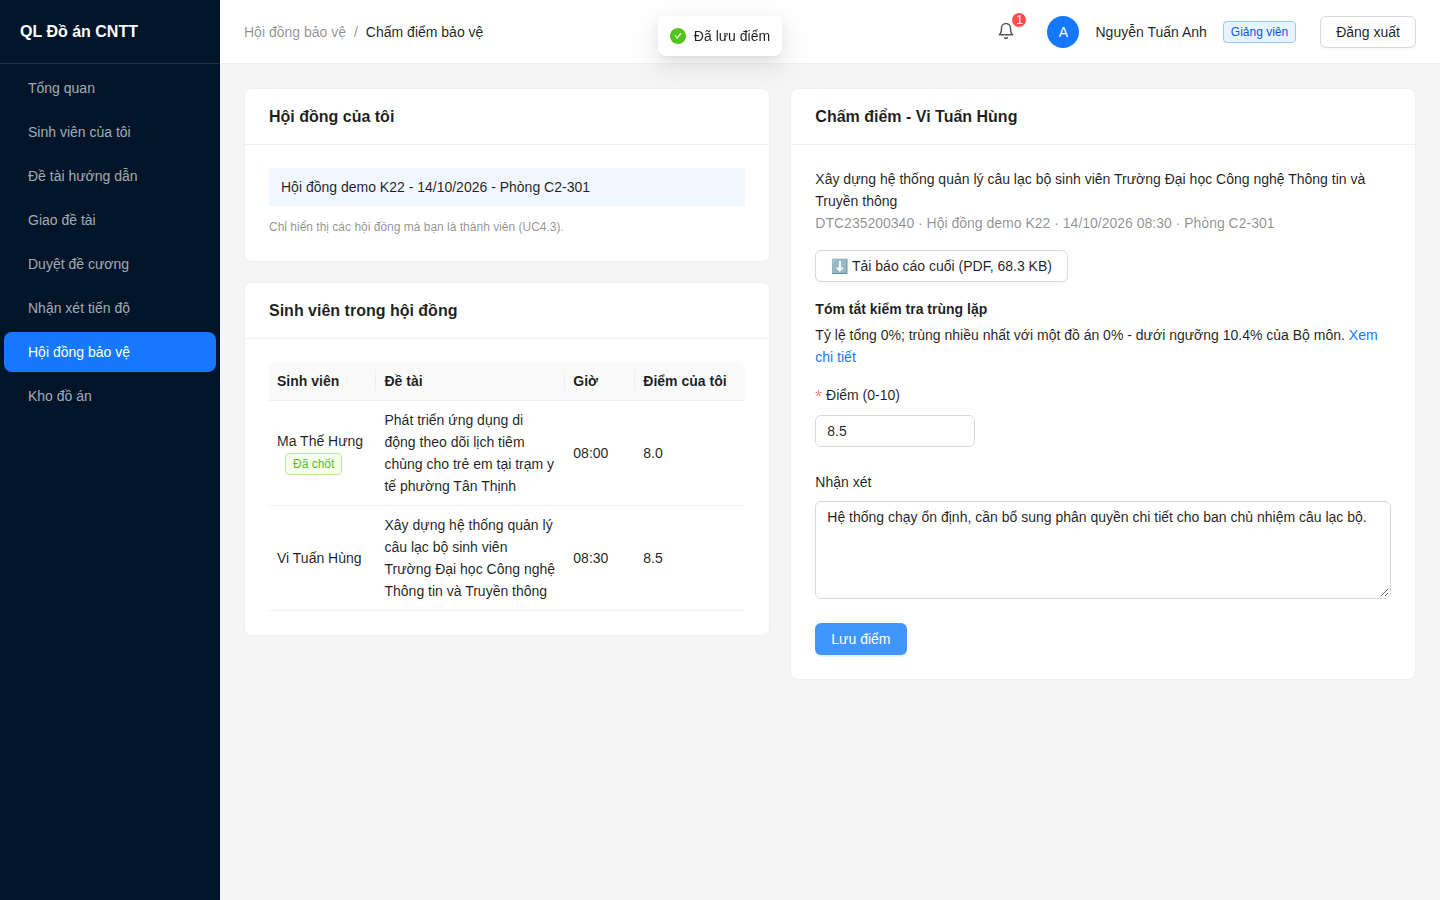 QL Đồ án CNTT
Tổng quan
Sinh viên của tôi
Đề tài hướng dẫn
Giao đề tài
Duyệt đề cương
Nhận xét tiến độ
Hội đồng bảo vệ
Kho đồ án
Hội đồng bảo vệ / Chấm điểm bảo vệ
Đã lưu điểm
1
A
Nguyễn Tuấn Anh
Giảng viên
Đăng xuất
Hội đồng của tôi
Hội đồng demo K22 - 14/10/2026 - Phòng C2-301
Chỉ hiển thị các hội đồng mà bạn là thành viên (UC4.3).
Sinh viên trong hội đồng
Sinh viên Đề tài Giờ Điểm của tôi
Ma Thế Hưng
Đã chốt
Phát triển ứng dụng di
động theo dõi lịch tiêm
chủng cho trẻ em tại trạm y
tế phường Tân Thịnh
08:00
8.0
Vi Tuấn Hùng
Xây dựng hệ thống quản lý
câu lạc bộ sinh viên
Trường Đại học Công nghệ
Thông tin và Truyền thông
08:30
8.5
Chấm điểm - Vi Tuấn Hùng
Xây dựng hệ thống quản lý câu lạc bộ sinh viên Trường Đại học Công nghệ Thông tin và
Truyền thông
DTC235200340 · Hội đồng demo K22 · 14/10/2026 08:30 · Phòng C2-301
⬇️ Tải báo cáo cuối (PDF, 68.3 KB)
Tóm tắt kiểm tra trùng lặp
Tỷ lệ tổng 0%; trùng nhiều nhất với một đồ án 0% - dưới ngưỡng 10.4% của Bộ môn. Xem
chi tiết
* Điểm (0-10)
8.5
Nhận xét
Hệ thống chạy ổn định, cần bổ sung phân quyền chi tiết cho ban chủ nhiệm câu lạc bộ.
Lưu điểm